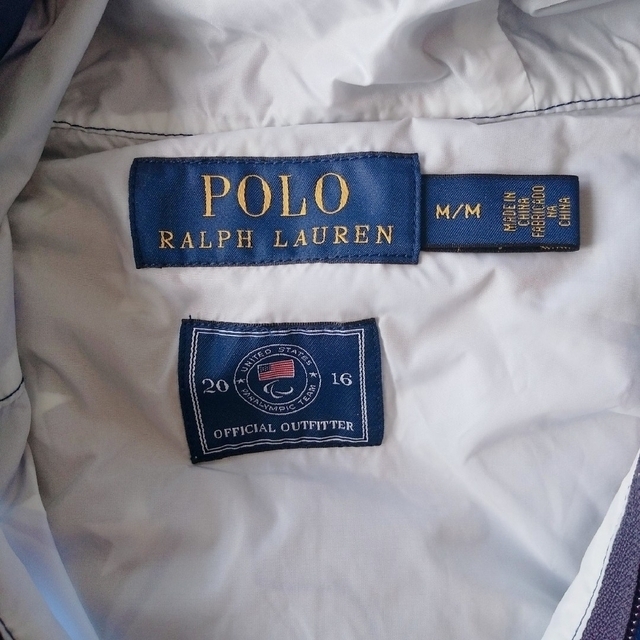 POLO
RALPH LAUREN
M/M
MADE IN
CHINA
FABRICADO
NA
CHINA
UNITED STATES
20 16
PARALYMPIC TEAM
OFFICIAL OUTFITTER